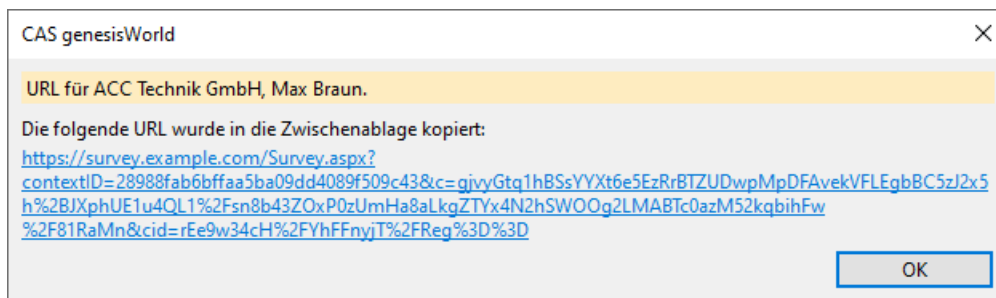 CAS genesisWorld
URL für ACC Technik GmbH, Max Braun.
Die folgende URL wurde in die Zwischenablage kopiert:
https://survey.example.com/Survey.aspx?
contextID=28988fab6bffaa5ba09dd4089f509c43&c=gjvyGtq1hBSsYYXt6e5EzRrBTZUDwpMpDFAvekVFLEgbBC5zJ2x5
h%2BJXphUE1u4QL1%2Fsn8b43ZOxP0zUmHa8aLkgZTYx4N2hSWOOg2LMABTc0azM52kqbihFw
%2F81RaMn&cid=rEe9w34cH%2FYhFFnyjT%2FReg%3D%3D
OK